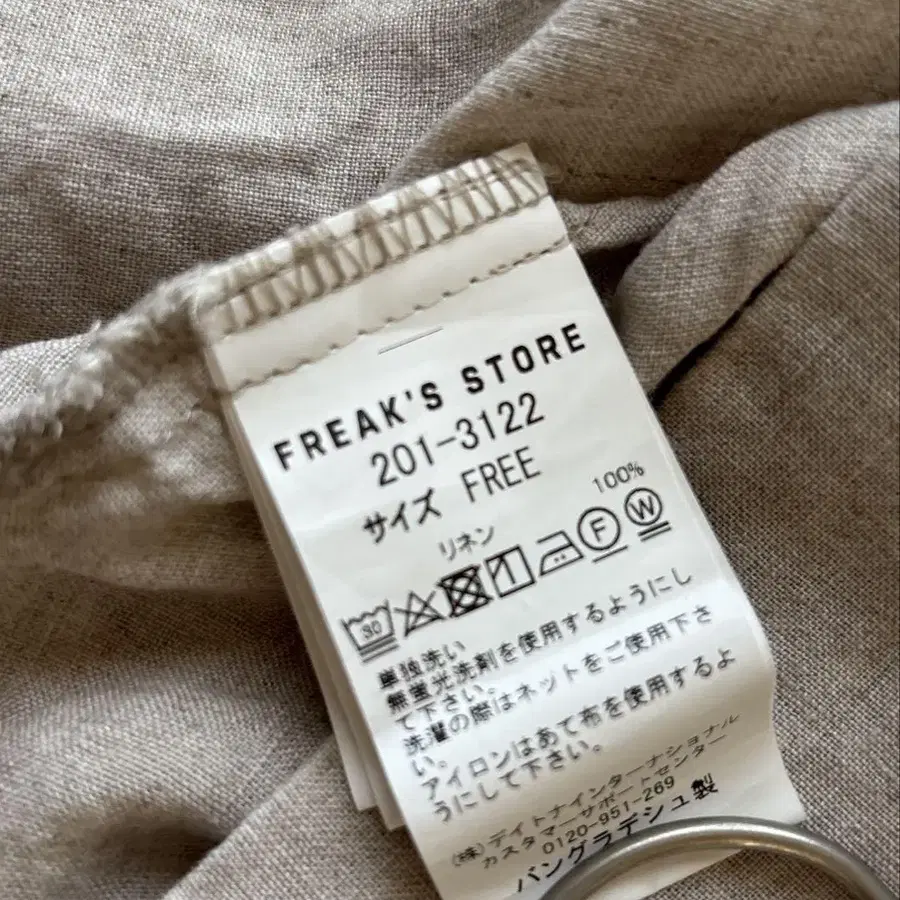 FREAK'S STORE
201-3122
サイズ FREE
100%
リネン
30 F W
単独洗い
無蛍光洗剤を使用するようにし
て下さい。
洗濯の際はネットをご使用下さ
い。
アイロンはあて布を使用するよ
うにして下さい。
(株)デイトナインターナショナル
カスタマーサポートセンター
0120-951-269
バングラデシュ製